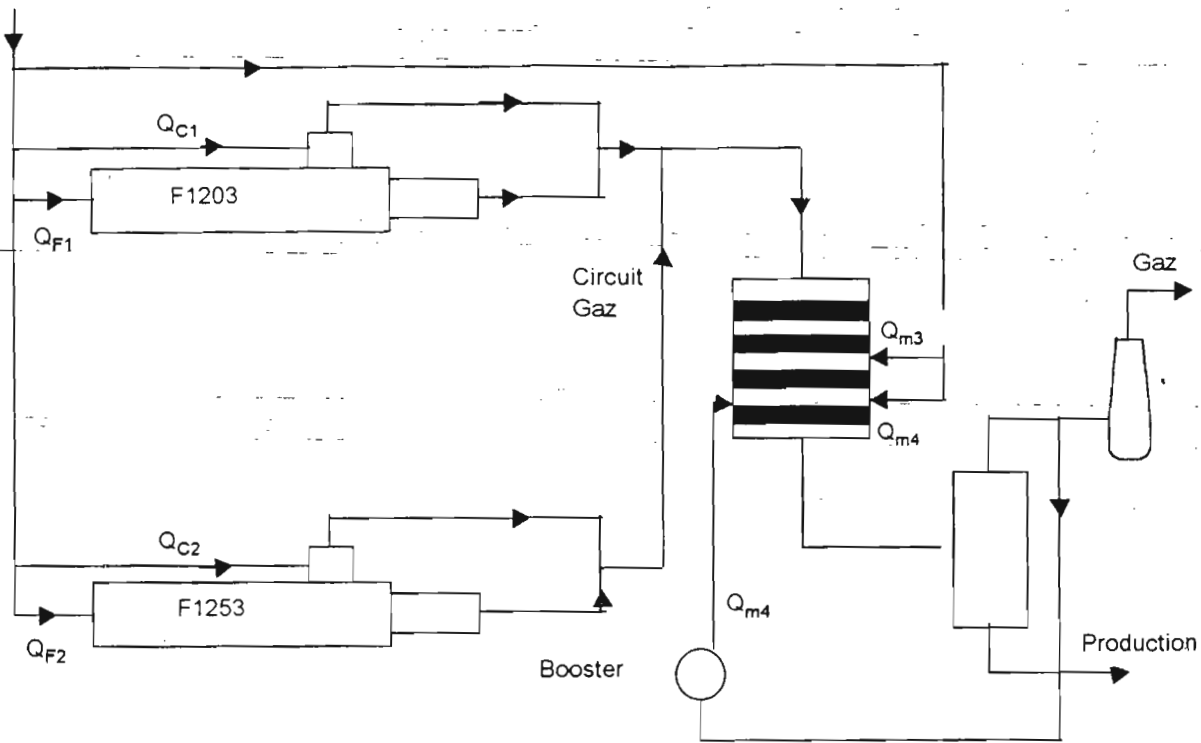 Q_C1
F1203
Q_F1
Circuit
Gaz
Gaz
Q_m3
Q_m4
Q_C2
F1253
Q_F2
Q_m4
Booster
Production